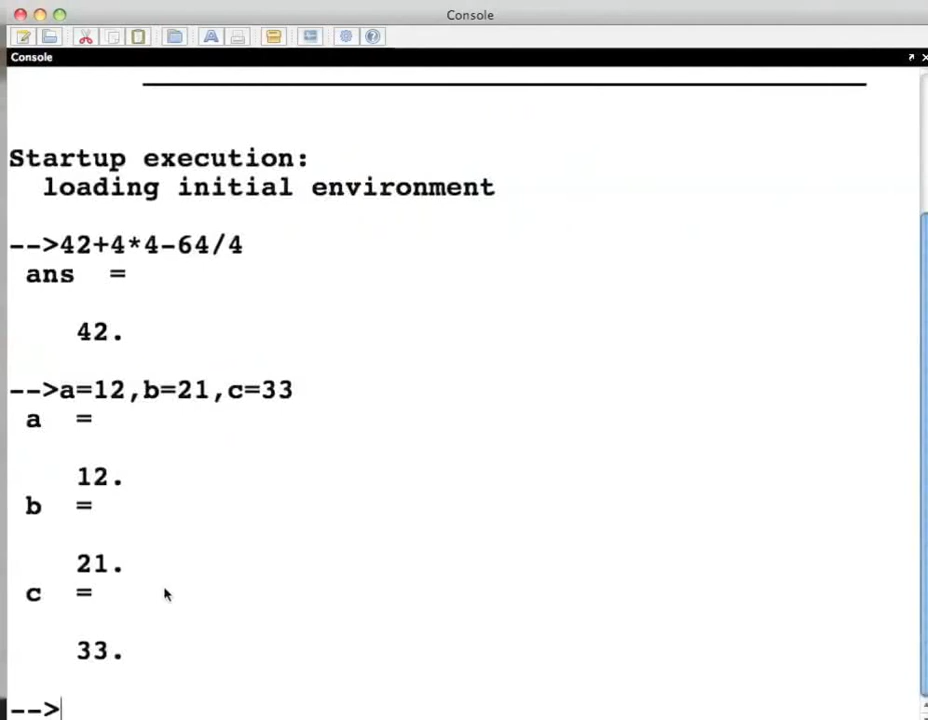 Console
Console
Startup execution:
loading initial environment
-->42+4*4-64/4
ans =
42.
-->a=12,b=21,c=33
a =
12.
b =
21.
c =
33.
-->